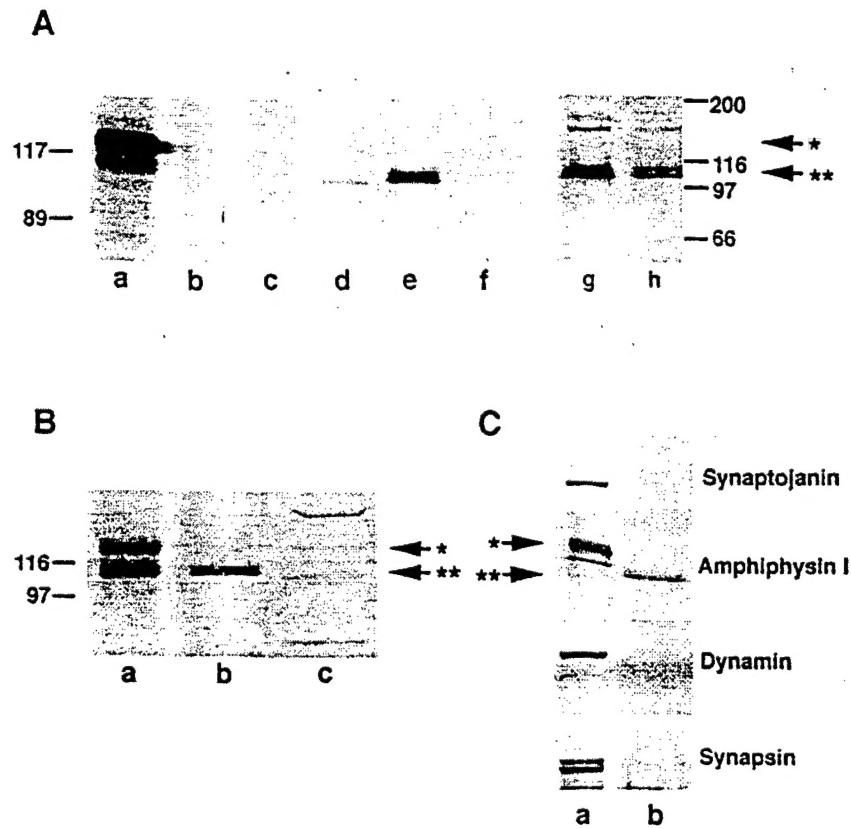 A
200
117
*
116
**
97
89
66
a b c d e f g h
B
C
Synaptojanin
*
*
116
Amphiphysin I
**
**
97
Dynamin
a b c
Synapsin
a b